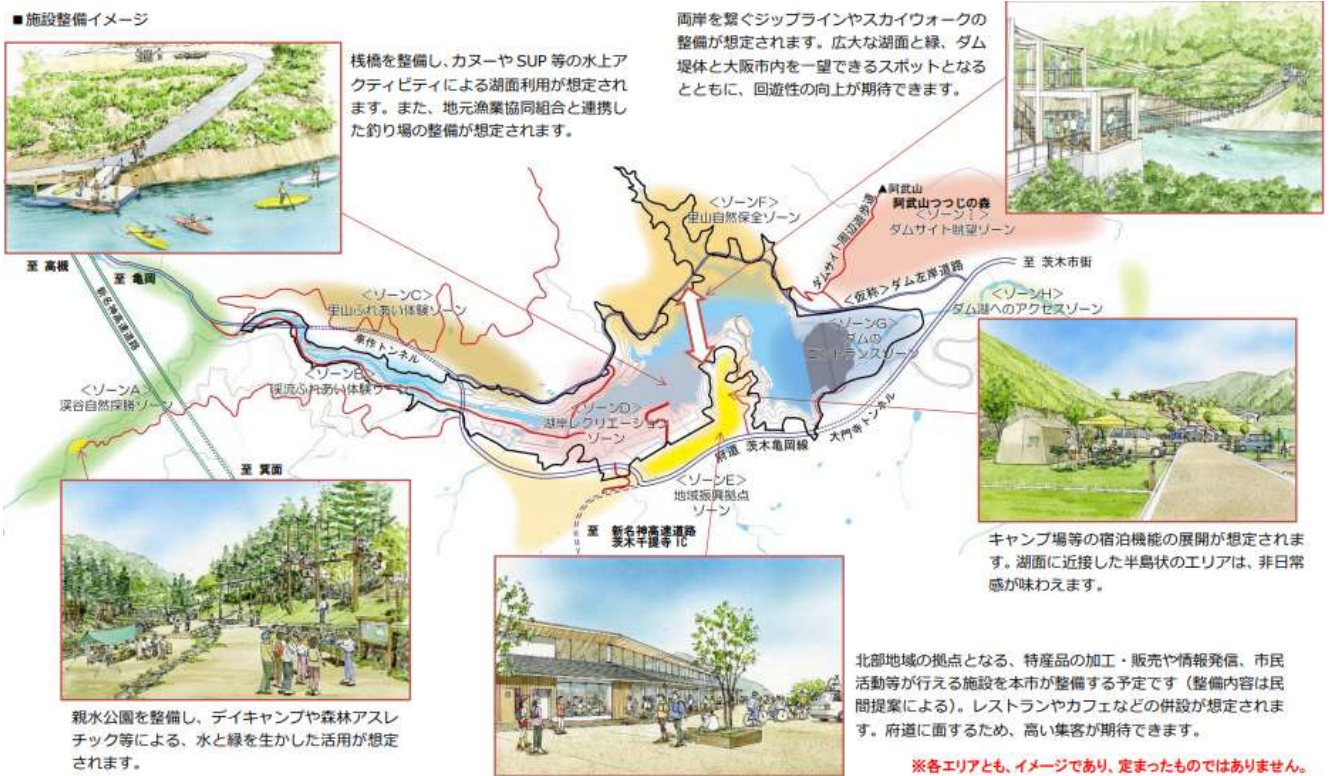 ■施設整備イメージ
桟橋を整備し、カヌーや SUP 等の水上ア
クティビティによる湖面利用が想定され
ます。また、地元漁業協同組合と連携し
た釣り場の整備が想定されます。
両岸を繋ぐジップラインやスカイウォークの
整備が想定されます。広大な湖面と緑、ダム
堤体と大阪市内を一望できるスポットとなる
とともに、回遊性の向上が期待できます。
▲阿武山
阿武山つつじの森
＜ゾーンI＞
ダムサイト眺望ゾーン
ダムサイト周辺遊歩道
＜ゾーンF＞
里山自然保全ゾーン
至 高槻
至 亀岡
新名神高速道路
至 茨木市街
＜仮称＞ダム左岸道路
＜ゾーンC＞
里山ふれあい体験ゾーン
＜ゾーンH＞
ダム湖へのアクセスゾーン
車作トンネル
＜ゾーンG＞
ダムの
エントランスゾーン
＜ゾーンB＞
渓流ふれあい体験ゾーン
＜ゾーンA＞
渓谷自然探勝ゾーン
＜ゾーンD＞
湖岸レクリエーション
ゾーン
大門寺トンネル
府道 茨木亀岡線
至 箕面
＜ゾーンE＞
地域振興拠点
ゾーン
至 新名神高速道路
茨木千提寺 IC
キャンプ場等の宿泊機能の展開が想定されま
す。湖面に近接した半島状のエリアは、非日常
感が味わえます。
親水公園を整備し、デイキャンプや森林アスレ
チック等による、水と緑を生かした活用が想定
されます。
北部地域の拠点となる、特産品の加工・販売や情報発信、市民
活動等が行える施設を本市が整備する予定です（整備内容は民
間提案による）。レストランやカフェなどの併設が想定されま
す。府道に面するため、高い集客が期待できます。
※各エリアとも、イメージであり、定まったものではありません。